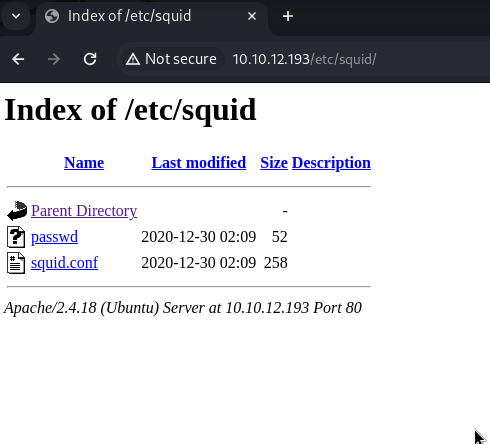 Index of /etc/squid
Not secure 10.10.12.193/etc/squid/
Index of /etc/squid
Name Last modified Size Description
Parent Directory -
passwd 2020-12-30 02:09 52
squid.conf 2020-12-30 02:09 258
Apache/2.4.18 (Ubuntu) Server at 10.10.12.193 Port 80